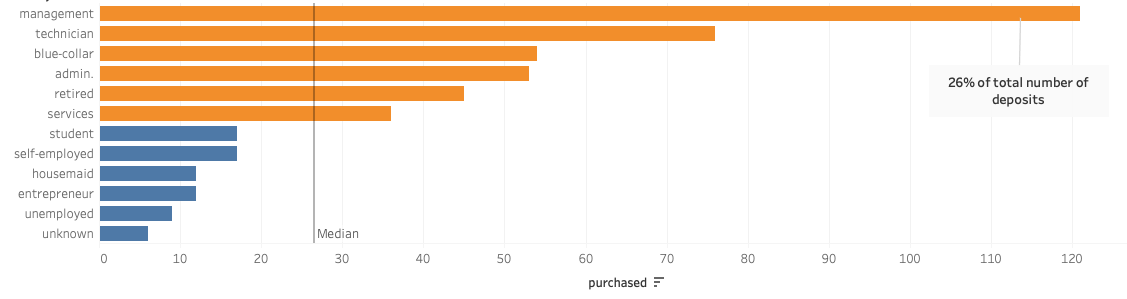 management
technician
blue-collar
admin.
retired
services
student
self-employed
housemaid
entrepreneur
unemployed
unknown
26% of total number of
deposits
Median
0 10 20 30 40 50 60 70 80 90 100 110 120
purchased